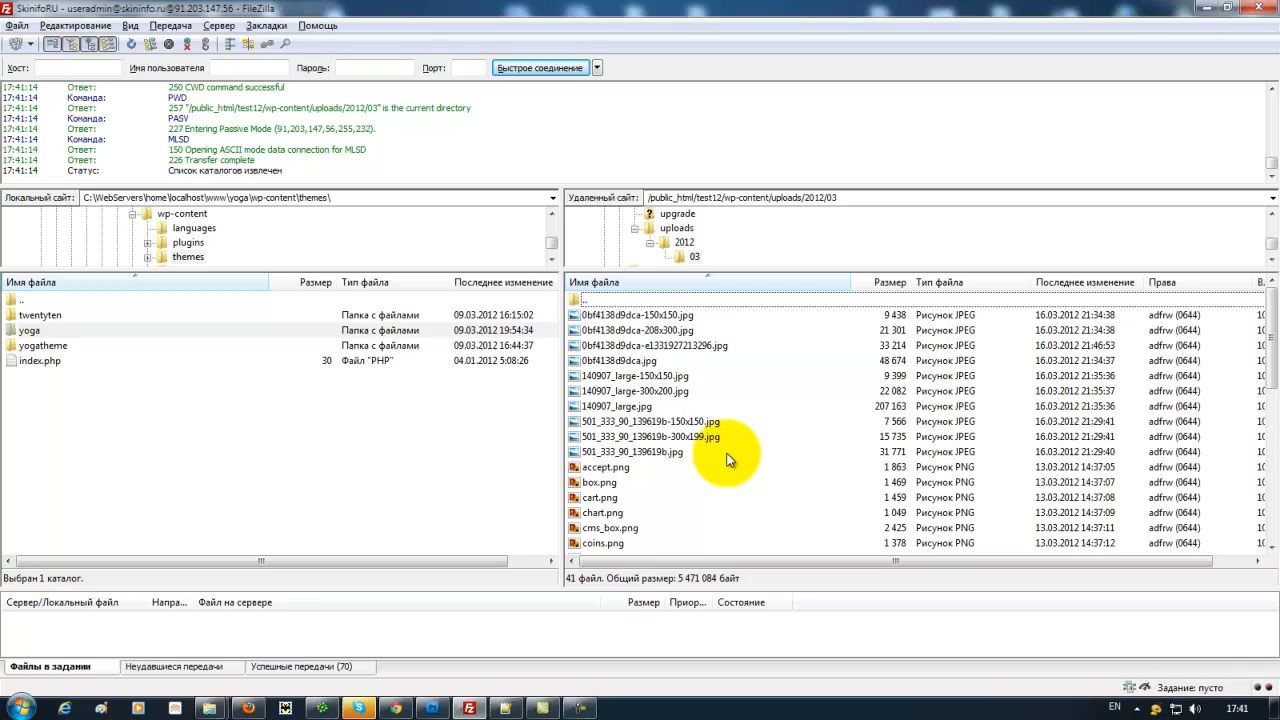 SkinifoRU - useradmin@skininfo.ru@91.203.147.56 - FileZilla
Файл Редактирование Вид Передача Сервер Закладки Помощь
Хост: Имя пользователя Пароль: Порт: Быстрое соединение
17:41:14 Ответ: 250 CWD command successful
17:41:14 Команда: PWD
17:41:14 Ответ: 257 "/public_html/test12/wp-content/uploads/2012/03" is the current directory
17:41:14 Команда: PASV
17:41:14 Ответ: 227 Entering Passive Mode (91,203,147,56,255,232).
17:41:14 Команда: MLSD
17:41:14 Ответ: 150 Opening ASCII mode data connection for MLSD
17:41:14 Ответ: 226 Transfer complete
17:41:14 Статус: Список каталогов извлечен
Локальный сайт: C:\WebServers\home\localhost\www\yoga\wp-content\themes\
wp-content
languages
plugins
themes
Имя файла Размер Тип файла Последнее изменение
..
twentyten Папка с файлами 09.03.2012 16:15:02
yoga Папка с файлами 09.03.2012 19:54:34
yogatheme Папка с файлами 09.03.2012 16:44:37
index.php 30 Файл "PHP" 04.01.2012 5:08:26
Выбран 1 каталог.
Удаленный сайт: /public_html/test12/wp-content/uploads/2012/03
upgrade
uploads
2012
03
Имя файла Размер Тип файла Последнее изменение Права В.
..
0bf4138d9dca-150x150.jpg 9 438 Рисунок JPEG 16.03.2012 21:34:38 adfrw (0644) 10
0bf4138d9dca-208x300.jpg 21 301 Рисунок JPEG 16.03.2012 21:34:38 adfrw (0644) 10
0bf4138d9dca-e1331927213296.jpg 33 214 Рисунок JPEG 16.03.2012 21:46:53 adfrw (0644) 10
0bf4138d9dca.jpg 48 674 Рисунок JPEG 16.03.2012 21:34:37 adfrw (0644) 10
140907_large-150x150.jpg 9 399 Рисунок JPEG 16.03.2012 21:35:36 adfrw (0644) 10
140907_large-300x200.jpg 22 082 Рисунок JPEG 16.03.2012 21:35:37 adfrw (0644) 10
140907_large.jpg 207 163 Рисунок JPEG 16.03.2012 21:35:36 adfrw (0644) 10
501_333_90_139619b-150x150.jpg 7 566 Рисунок JPEG 16.03.2012 21:29:41 adfrw (0644) 10
501_333_90_139619b-300x199.jpg 15 735 Рисунок JPEG 16.03.2012 21:29:41 adfrw (0644) 10
501_333_90_139619b.jpg 31 771 Рисунок JPEG 16.03.2012 21:29:40 adfrw (0644) 10
accept.png 1 863 Рисунок PNG 13.03.2012 14:37:05 adfrw (0644) 10
box.png 1 469 Рисунок PNG 13.03.2012 14:37:07 adfrw (0644) 10
cart.png 1 459 Рисунок PNG 13.03.2012 14:37:08 adfrw (0644) 10
chart.png 1 049 Рисунок PNG 13.03.2012 14:37:09 adfrw (0644) 10
cms_box.png 2 425 Рисунок PNG 13.03.2012 14:37:11 adfrw (0644) 10
coins.png 1 378 Рисунок PNG 13.03.2012 14:37:12 adfrw (0644) 10
41 файл. Общий размер: 5 471 084 байт
Сервер/Локальный файл Напра... Файл на сервере Размер Приор... Состояние
Файлы в задании Неудавшиеся передачи Успешные передачи (70)
Задание: пусто
EN 17:41